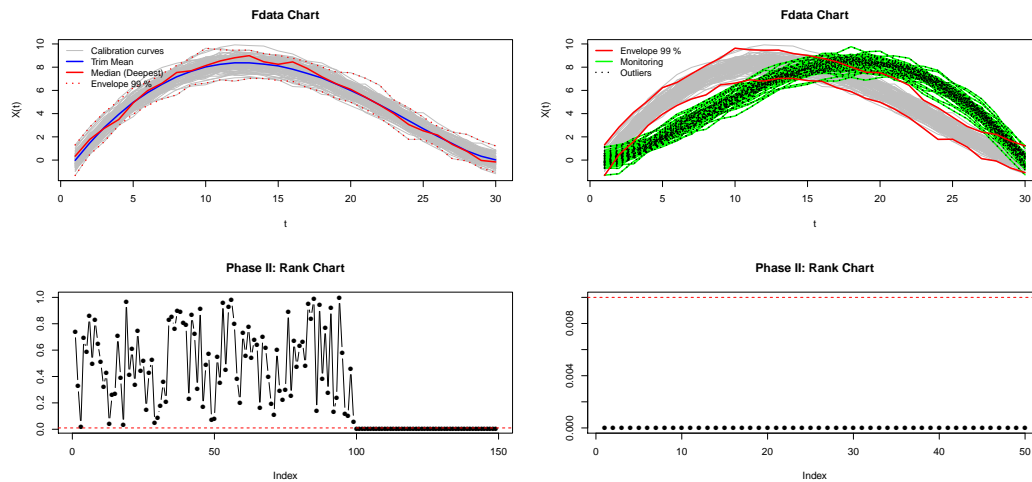 Fdata Chart
X(t)
10
8
6
4
2
0
Calibration curves
Trim Mean
Median (Deepest)
Envelope 99 %
0 5 10 15 20 25 30
t
Fdata Chart
X(t)
10
8
6
4
2
0
Envelope 99 %
Monitoring
Outliers
0 5 10 15 20 25 30
t
Phase II: Rank Chart
Rank
1.0
0.8
0.6
0.4
0.2
0.0
0 50 100 150
Index
Phase II: Rank Chart
0.008
0.004
0.000
0 10 20 30 40 50
Index